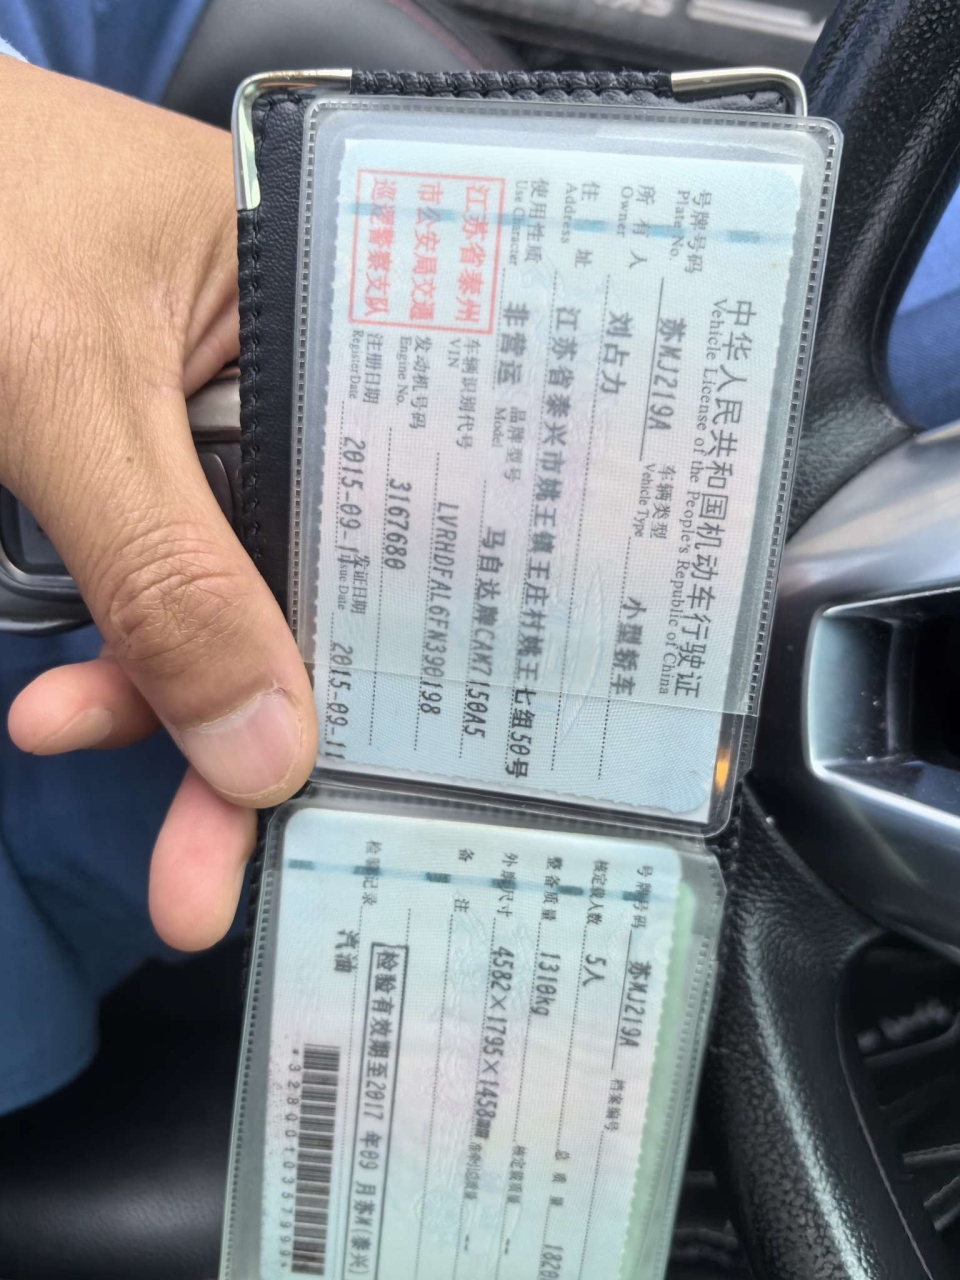 中华人民共和国机动车行驶证
Vehicle License of the People's Republic of China
号牌号码 苏MJ219A 车辆类型 小型轿车
Plate No. Vehicle Type
所有人 刘占力
Owner
住址 江苏省泰兴市姚王镇王庄村姚王七组50号
Address
使用性质 非营运 品牌型号 马自达牌CAM7150A5
Use Character Model
江苏省泰州
市公安局交通
巡逻警察支队
车辆识别代号 LVRHDFAL6FN390198
VIN
发动机号码 3167680
Engine No.
注册日期 2015-09-11 发证日期 2015-09-11
Register Date Issue Date
号牌号码 苏MJ219A 档案编号
核定载人数 5人 总质量 1820
整备质量 1310kg 核定载质量 --
外廓尺寸 4582×1795×1458mm --
备注
检验有效期至2017年09月苏M(泰兴)
检验记录 汽油